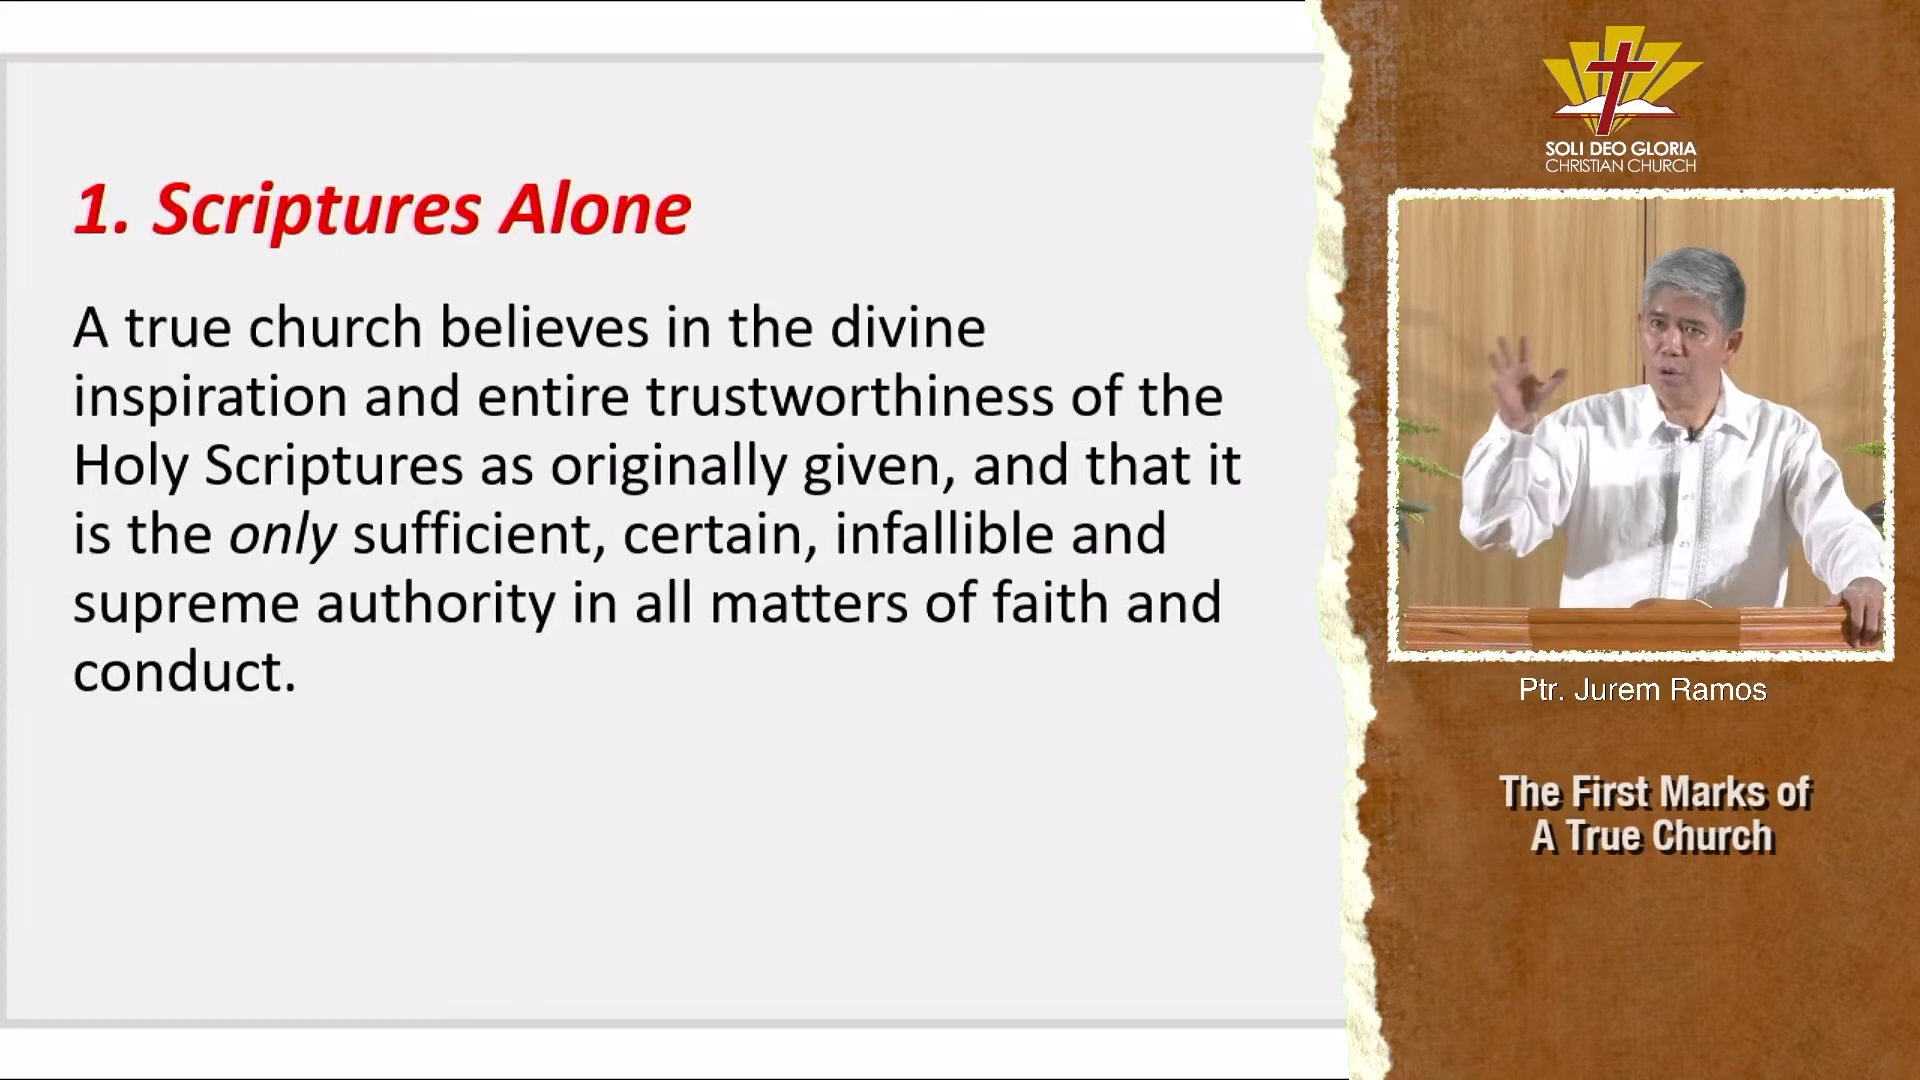 1. Scriptures Alone
A true church believes in the divine
inspiration and entire trustworthiness of the
Holy Scriptures as originally given, and that it
is the only sufficient, certain, infallible and
supreme authority in all matters of faith and
conduct.
SOLI DEO GLORIA
CHRISTIAN CHURCH
Ptr. Jurem Ramos
The First Marks of
A True Church